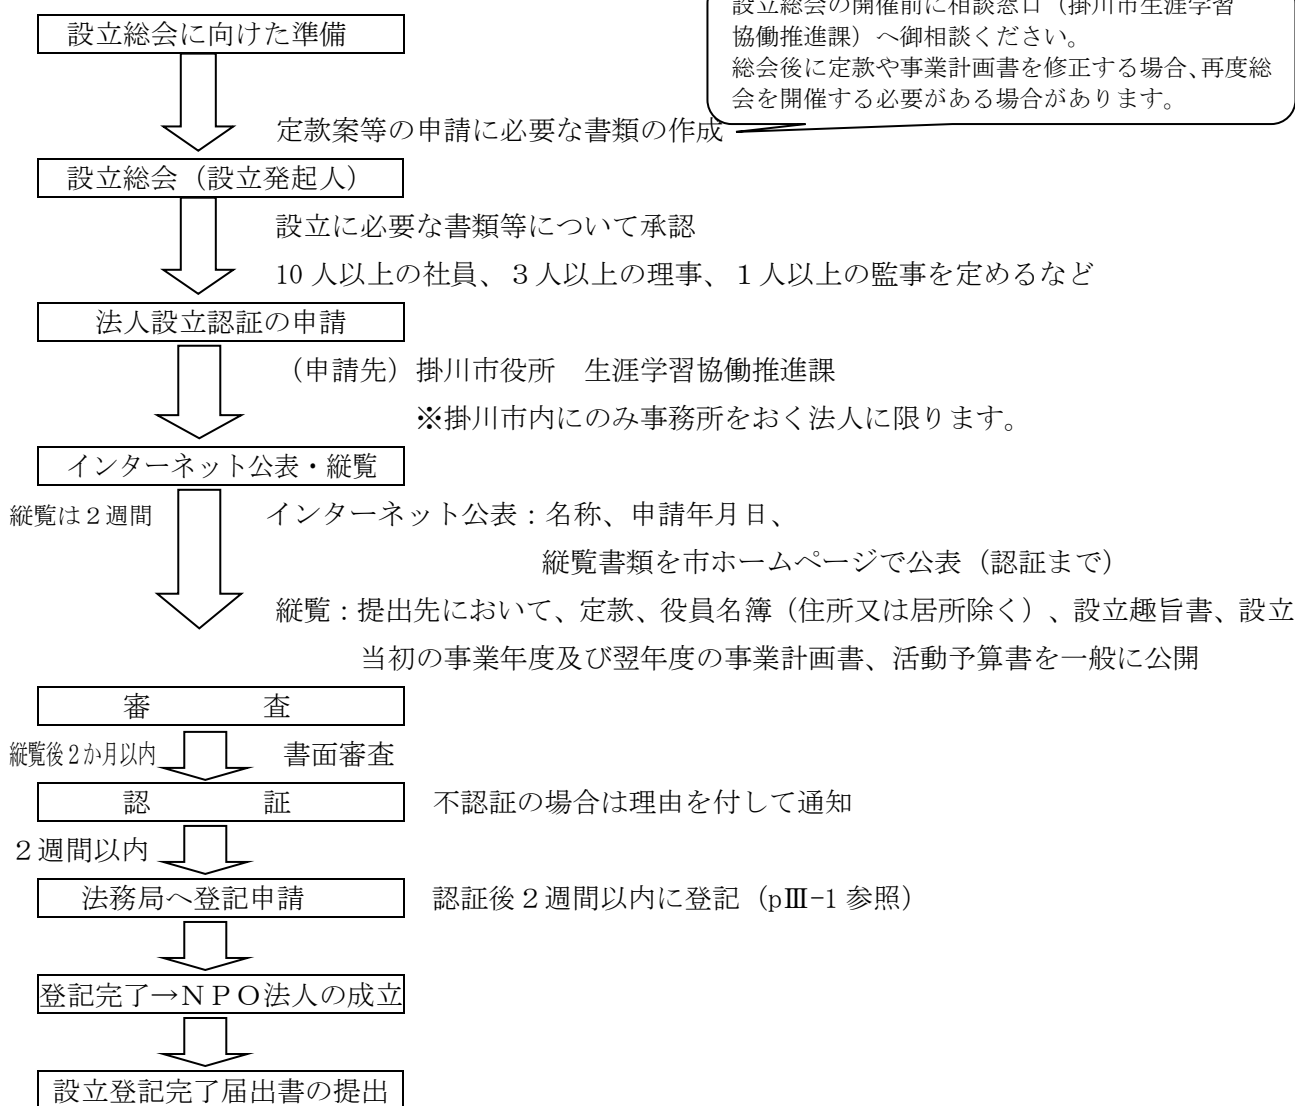 設立総会の開催前に相談窓口（掛川市生涯学習
協働推進課）へ御相談ください。
総会後に定款や事業計画書を修正する場合、再度総
会を開催する必要がある場合があります。
設立総会に向けた準備
定款案等の申請に必要な書類の作成
設立総会（設立発起人）
設立に必要な書類等について承認
10 人以上の社員、３人以上の理事、１人以上の監事を定めるなど
法人設立認証の申請
（申請先）掛川市役所　生涯学習協働推進課
※掛川市内にのみ事務所をおく法人に限ります。
インターネット公表・縦覧
縦覧は２週間
インターネット公表：名称、申請年月日、
縦覧書類を市ホームページで公表（認証まで）
縦覧：提出先において、定款、役員名簿（住所又は居所除く）、設立趣旨書、設立
当初の事業年度及び翌年度の事業計画書、活動予算書を一般に公開
審　　　　査
縦覧後２か月以内
書面審査
認　　　　証
不認証の場合は理由を付して通知
２週間以内
法務局へ登記申請
認証後２週間以内に登記（pⅢ-1 参照）
登記完了→ＮＰＯ法人の成立
設立登記完了届出書の提出